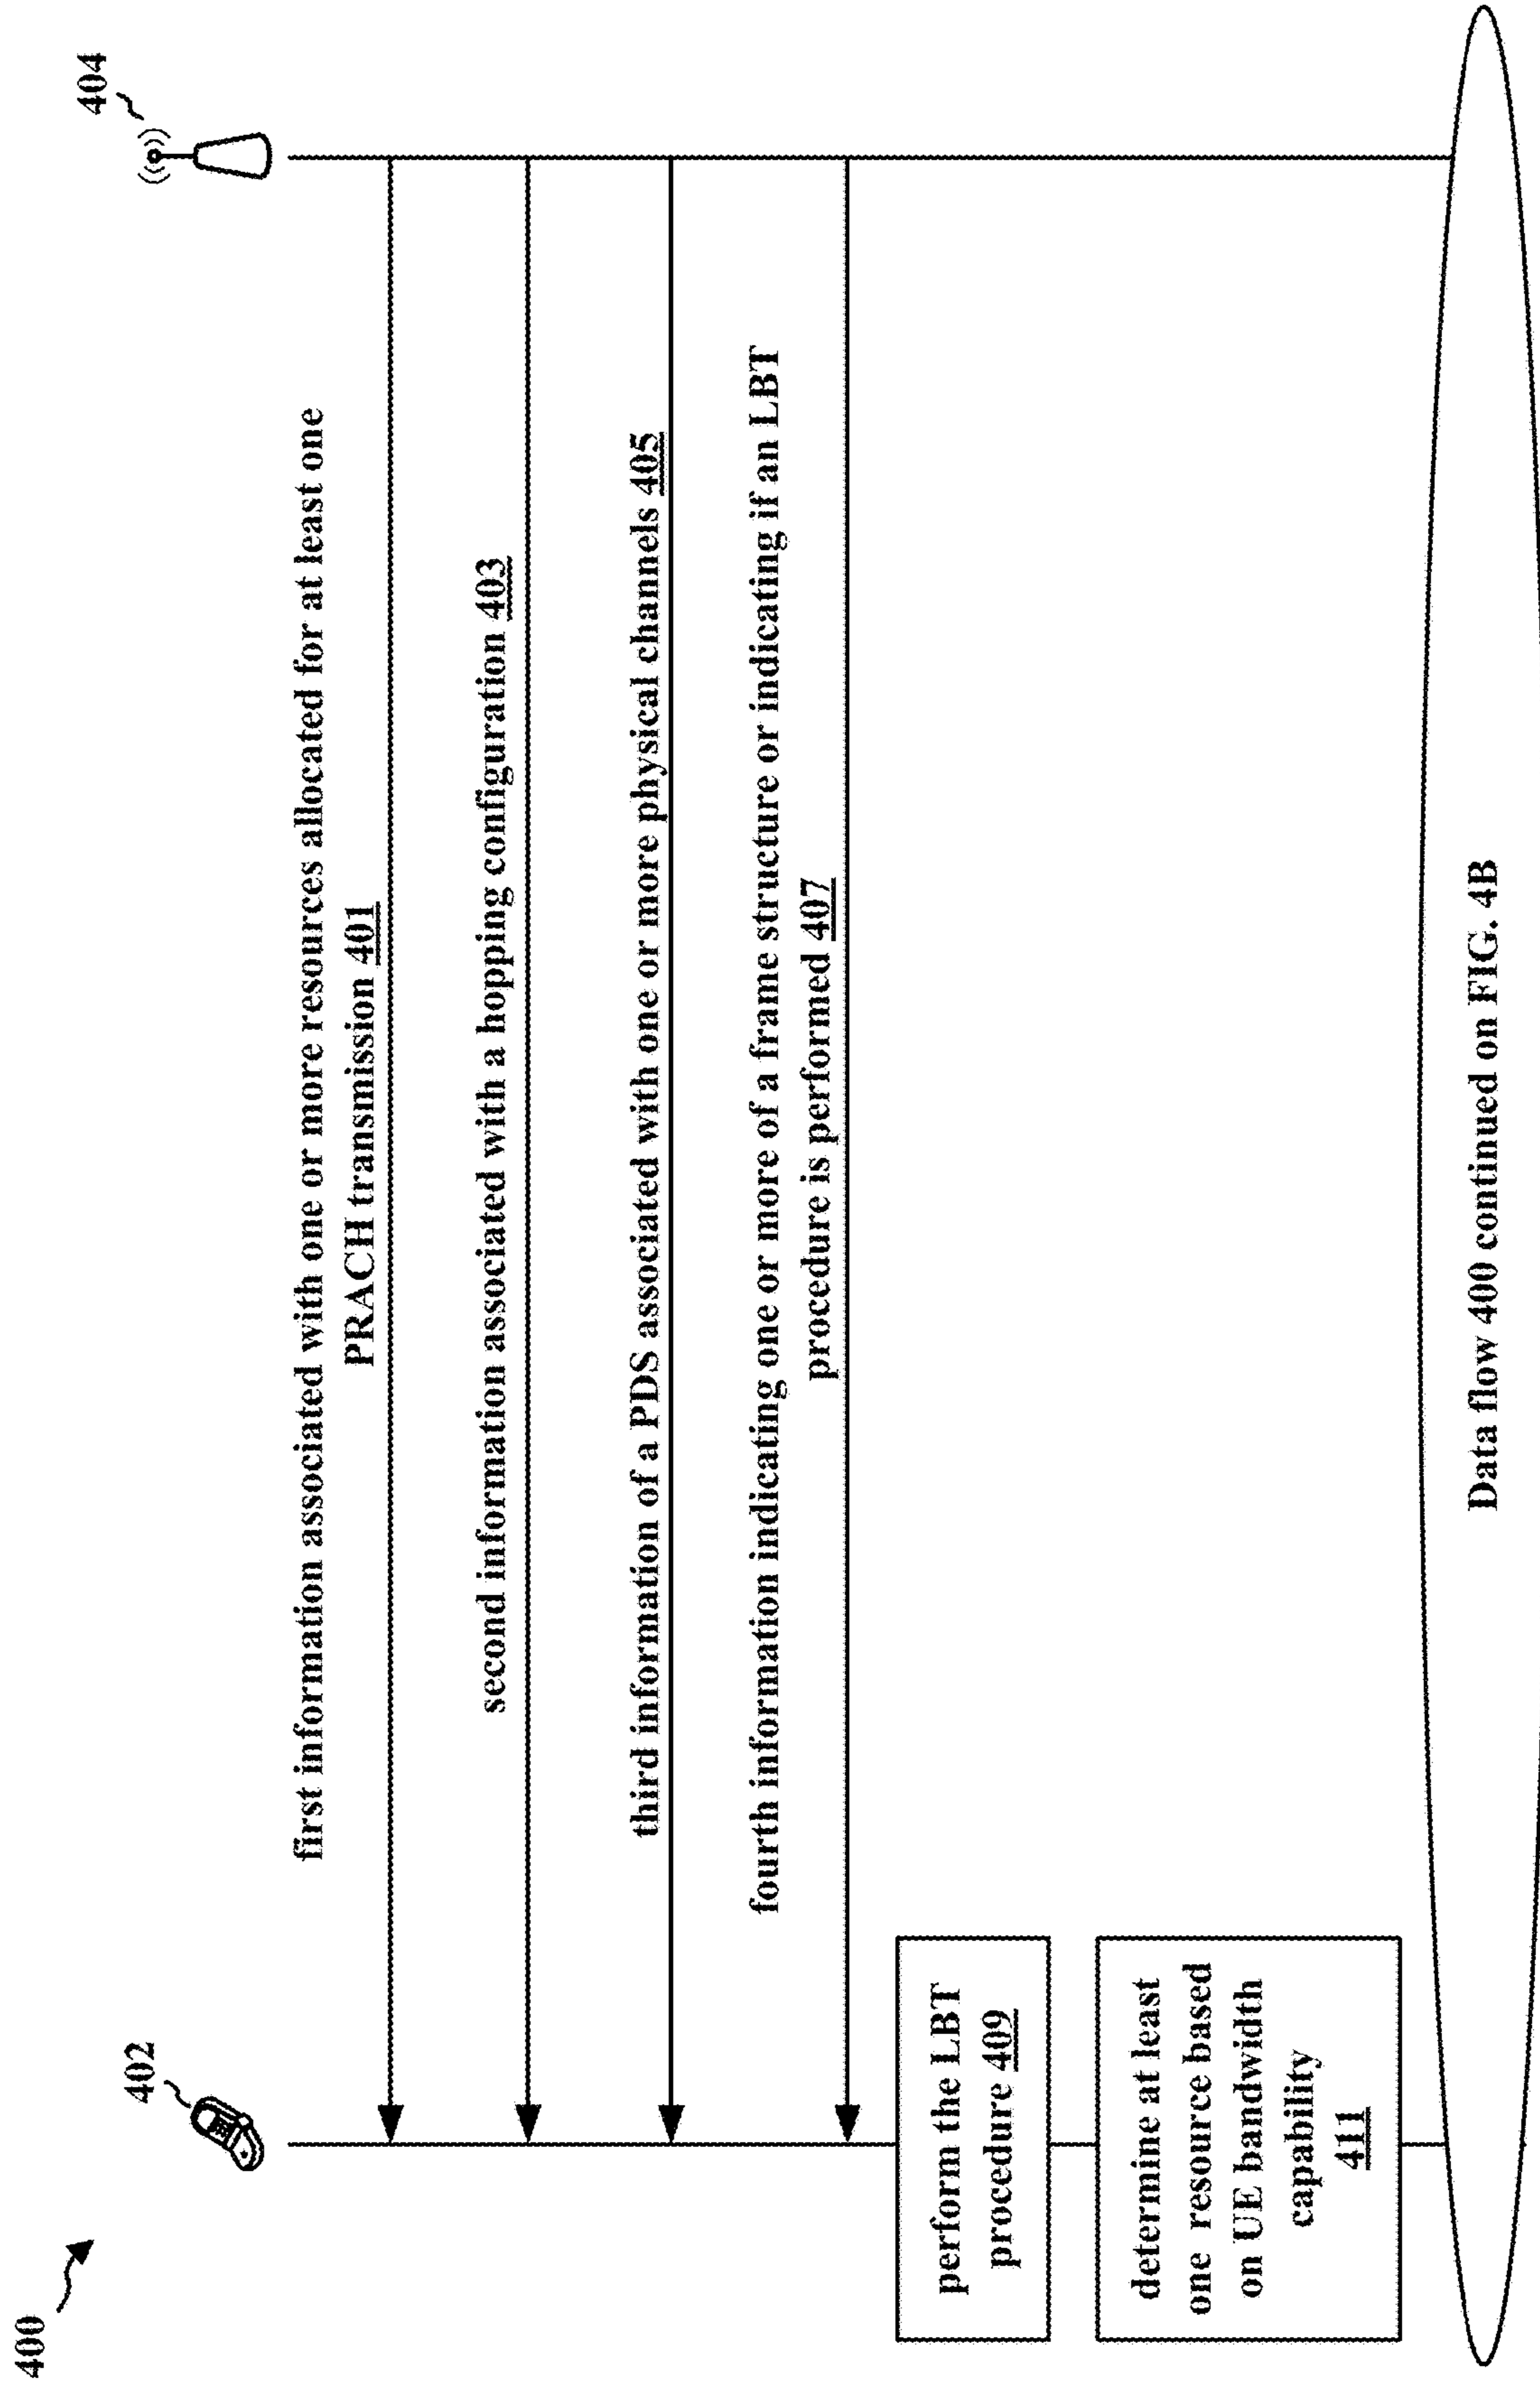 400
402
404
first information associated with one or more resources allocated for at least one
PRACH transmission 401
second information associated with a hopping configuration 403
third information of a PDS associated with one or more physical channels 405
fourth information indicating one or more of a frame structure or indicating if an LBT
procedure is performed 407
perform the LBT
procedure 409
determine at least
one resource based
on UE bandwidth
capability
411
Data flow 400 continued on FIG. 4B